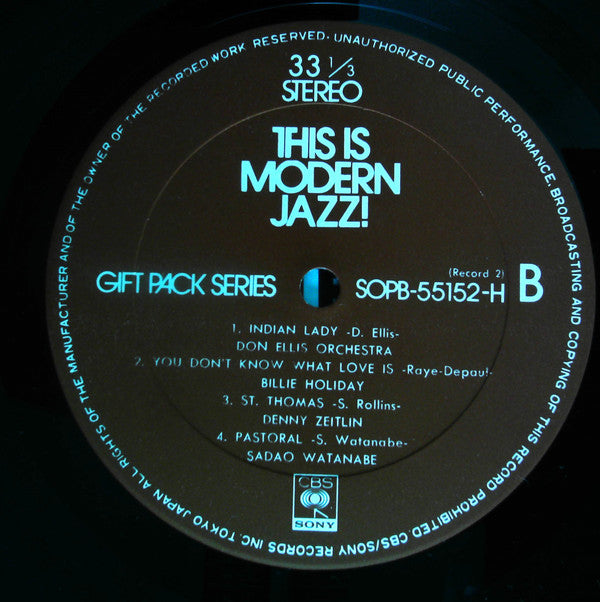 ALL RIGHTS OF THE MANUFACTURER AND OF THE OWNER OF THE RECORDED WORK RESERVED. UNAUTHORIZED PUBLIC PERFORMANCE. BROADCASTING AND COPYING OF THIS RECORD PROHIBITED. CBS/SONY RECORDS INC. TOKYO JAPAN
33 1/3
STEREO
THIS IS
MODERN
JAZZ!
GIFT PACK SERIES
(Record 2)
SOPB-55152-H B
1. INDIAN LADY -D. Ellis-
DON ELLIS ORCHESTRA
2. YOU DON'T KNOW WHAT LOVE IS -Raye-Depaul-
BILLIE HOLIDAY
3. ST. THOMAS -S. Rollins-
DENNY ZEITLIN
4. PASTORAL -S. Watanabe-
SADAO WATANABE
CBS
SONY